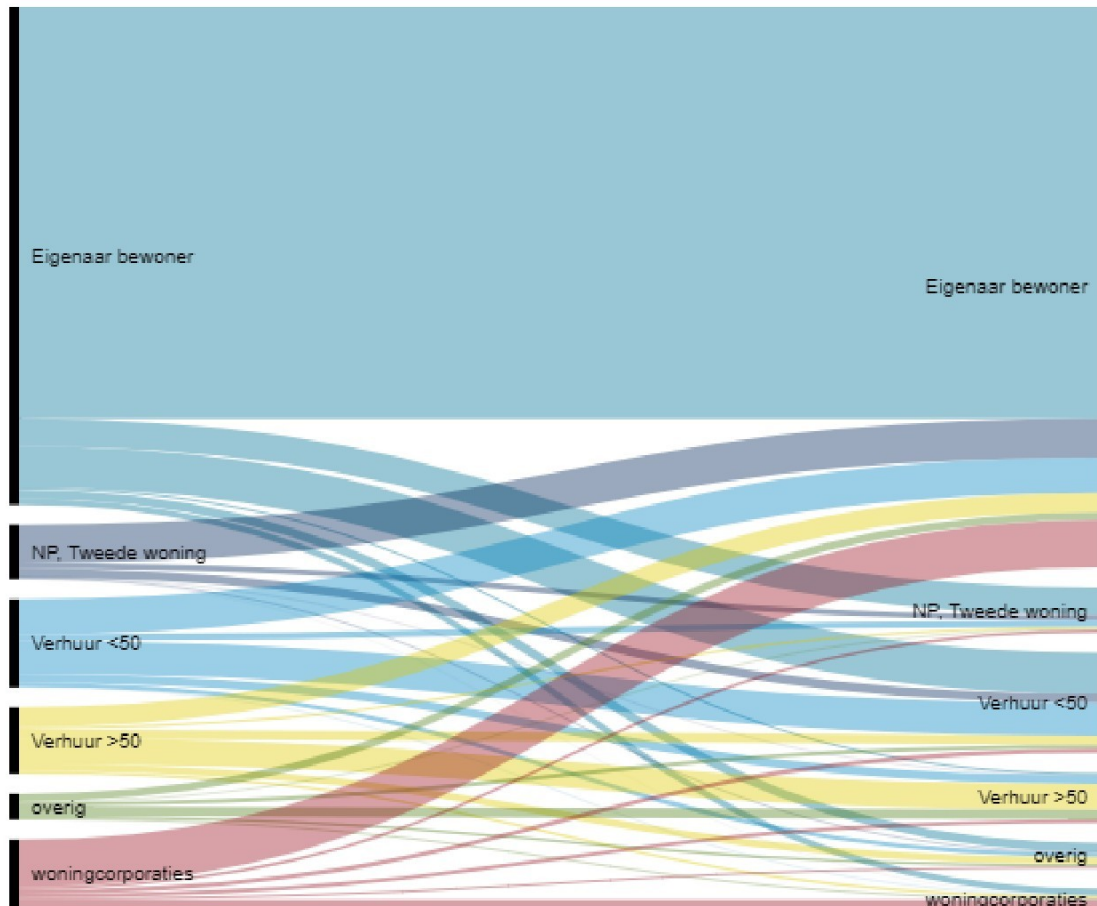 Eigenaar bewoner
Eigenaar bewoner
NP, Tweede woning
NP, Tweede woning
Verhuur <50
Verhuur <50
Verhuur >50
Verhuur >50
overig
overig
woningcorporaties
woningcorporaties